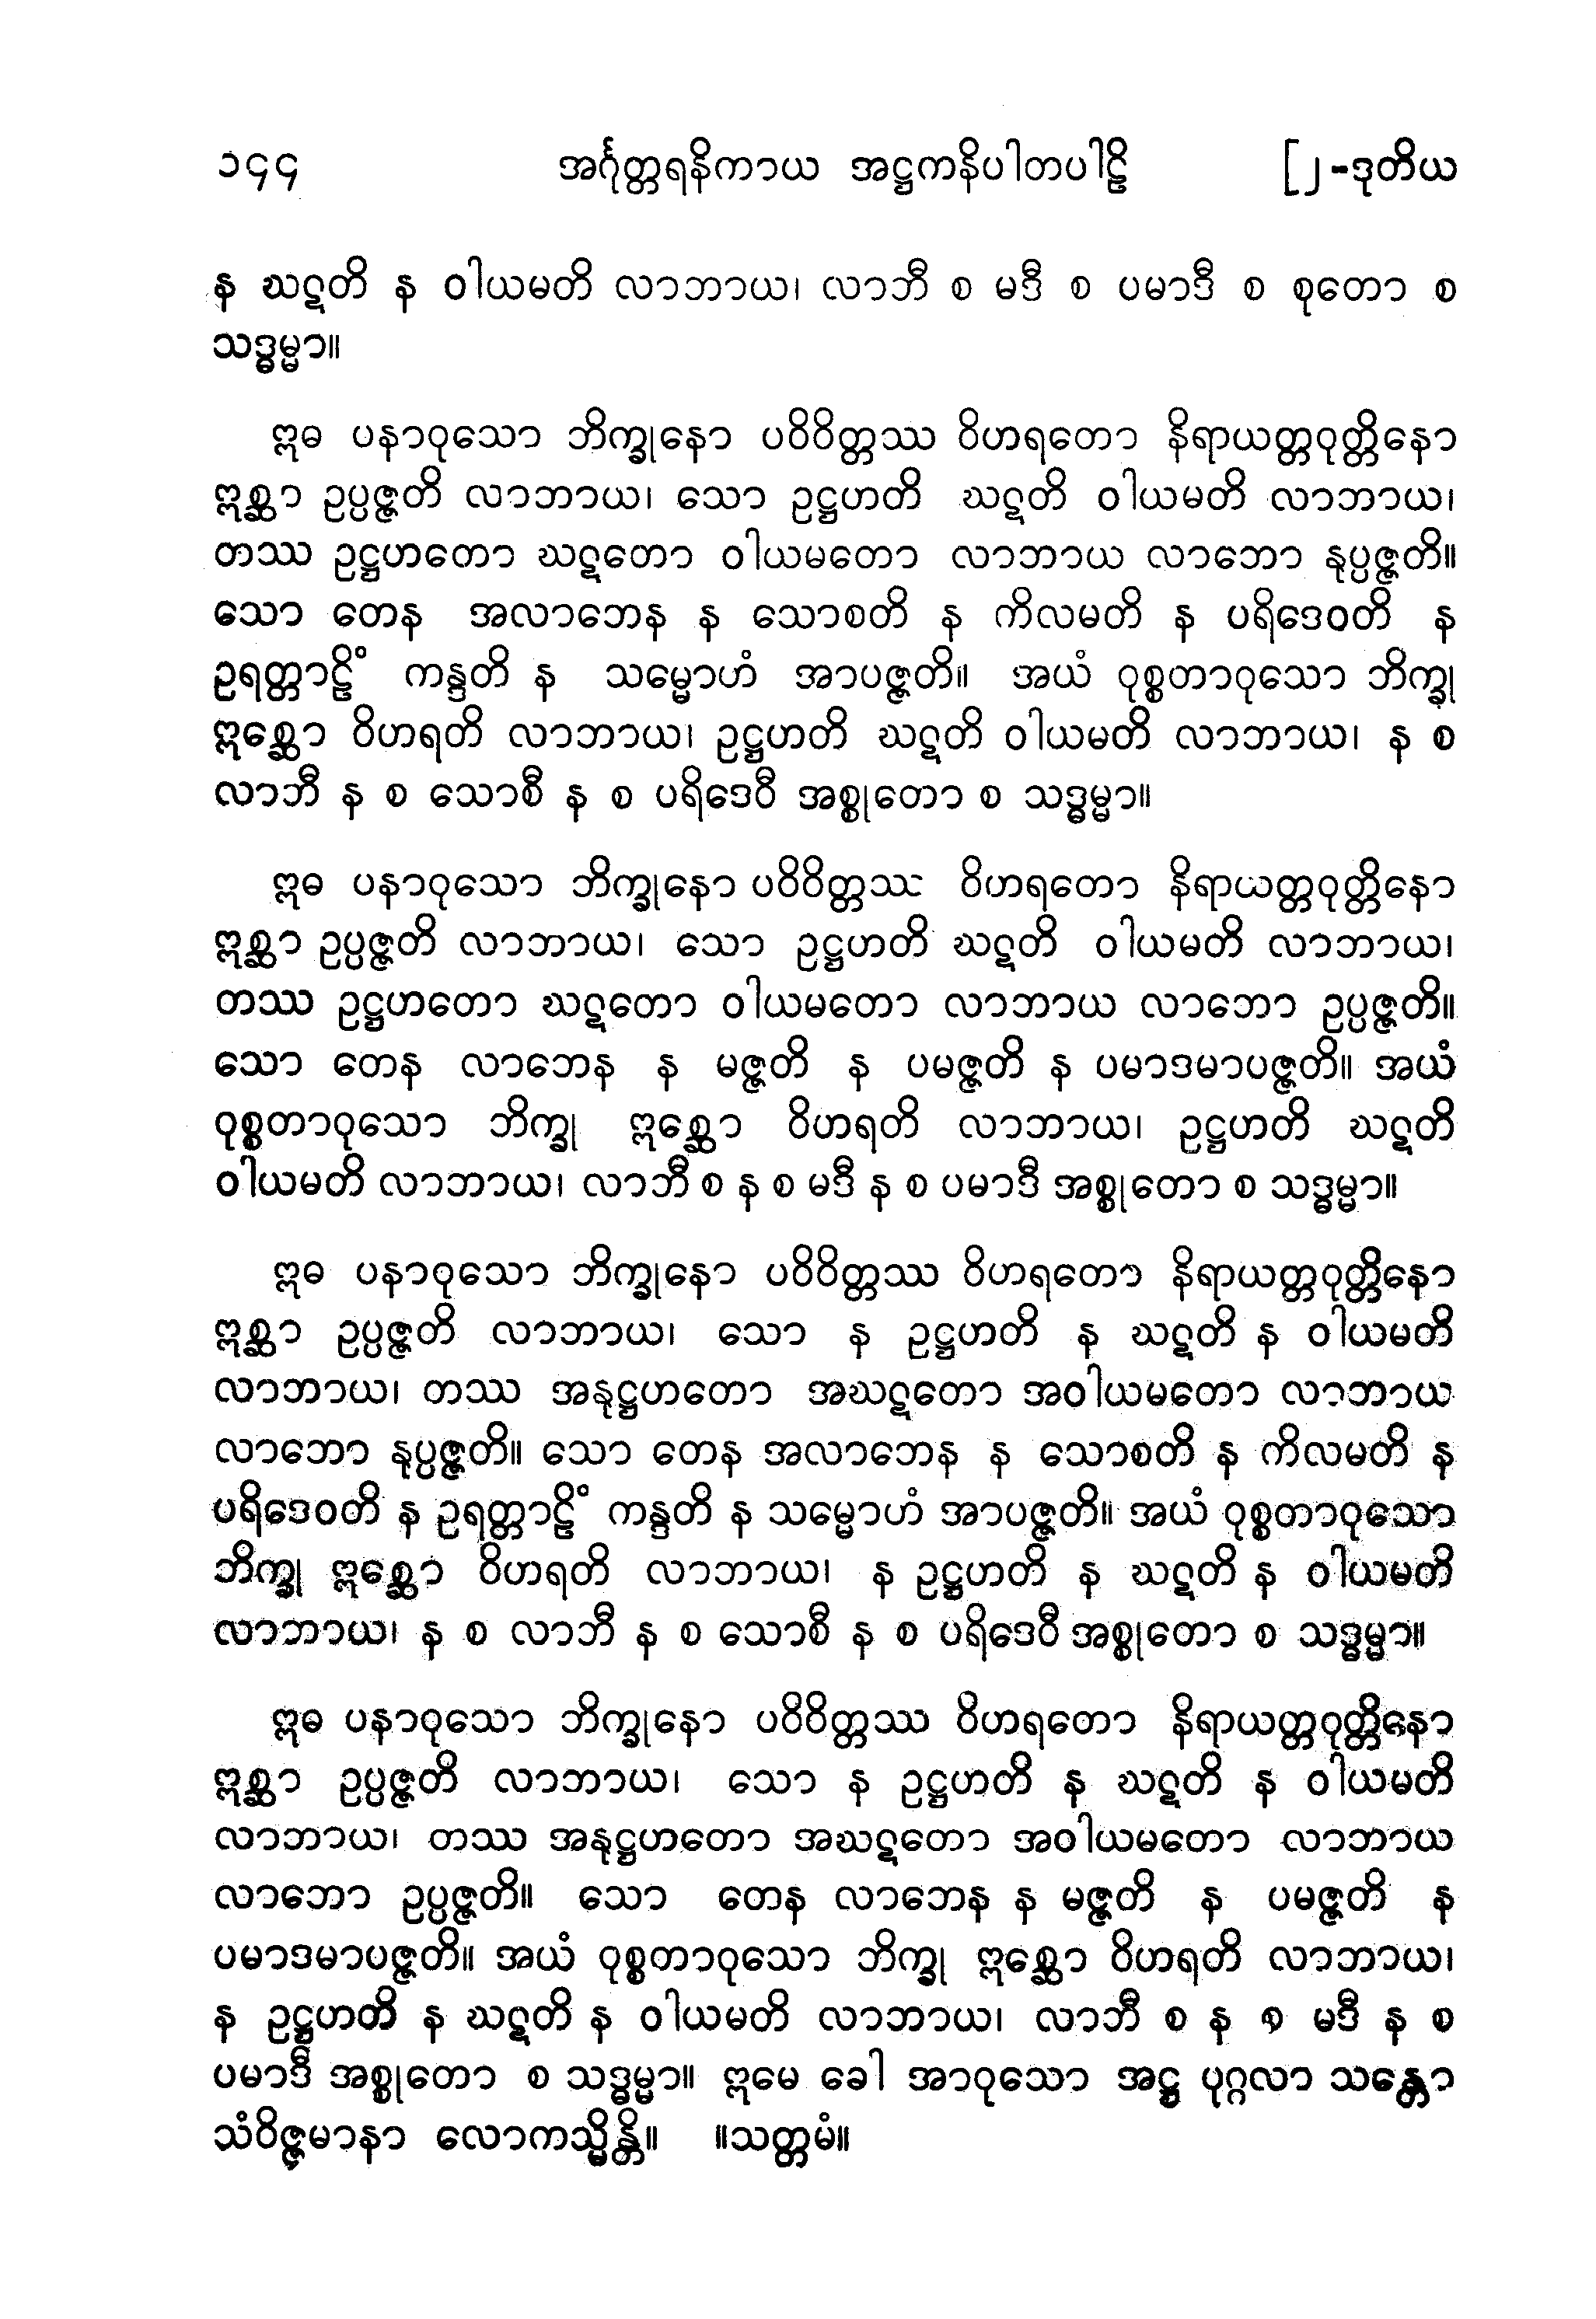 ၁၄၄ အင်္ဂုတ္တရနိကာယ အဋ္ဌကနိပါတပါဠိ [၂-ဒုတိယ
န ဃဋတိ န ဝါယမတိ လာဘာယ၊ လာဘီ စ မဒီ စ ပမာဒီ စ စုတော စ
သဒ္ဓမ္မာ။
ဣဓ ပနာဝုသော ဘိက္ခုနော ပဝိဝိတ္တဿ ဝိဟရတော နိရာယတ္တဝုတ္တိနော
ဣစ္ဆာ ဥပ္ပဇ္ဇတိ လာဘာယ၊ သော ဥဋ္ဌဟတိ ဃဋတိ ဝါယမတိ လာဘာယ၊
တဿ ဥဋ္ဌဟတော ဃဋတော ဝါယမတော လာဘာယ လာဘော နုပ္ပဇ္ဇတိ။
သော တေန အလာဘေန န သောစတိ န ကိလမတိ န ပရိဒေဝတိ န
ဥရတ္တာဠိံ ကန္ဒတိ န သမ္မောဟံ အာပဇ္ဇတိ။ အယံ ဝုစ္စတာဝုသော ဘိက္ခု
ဣစ္ဆော ဝိဟရတိ လာဘာယ၊ ဥဋ္ဌဟတိ ဃဋတိ ဝါယမတိ လာဘာယ၊ န စ
လာဘီ န စ သောစီ န စ ပရိဒေဝီ အစ္စုတော စ သဒ္ဓမ္မာ။
ဣဓ ပနာဝုသော ဘိက္ခုနော ပဝိဝိတ္တဿ ဝိဟရတော နိရာယတ္တဝုတ္တိနော
ဣစ္ဆာ ဥပ္ပဇ္ဇတိ လာဘာယ၊ သော ဥဋ္ဌဟတိ ဃဋတိ ဝါယမတိ လာဘာယ၊
တဿ ဥဋ္ဌဟတော ဃဋတော ဝါယမတော လာဘာယ လာဘော ဥပ္ပဇ္ဇတိ။
သော တေန လာဘေန န မဇ္ဇတိ န ပမဇ္ဇတိ န ပမာဒမာပဇ္ဇတိ။ အယံ
ဝုစ္စတာဝုသော ဘိက္ခု ဣစ္ဆော ဝိဟရတိ လာဘာယ၊ ဥဋ္ဌဟတိ ဃဋတိ
ဝါယမတိ လာဘာယ၊ လာဘီ စ န စ မဒီ န စ ပမာဒီ အစ္စုတော စ သဒ္ဓမ္မာ။
ဣဓ ပနာဝုသော ဘိက္ခုနော ပဝိဝိတ္တဿ ဝိဟရတော နိရာယတ္တဝုတ္တိနော
ဣစ္ဆာ ဥပ္ပဇ္ဇတိ လာဘာယ၊ သော န ဥဋ္ဌဟတိ န ဃဋတိ န ဝါယမတိ
လာဘာယ၊ တဿ အနုဋ္ဌဟတော အဃဋတော အဝါယမတော လာဘာယ
လာဘော နုပ္ပဇ္ဇတိ။ သော တေန အလာဘေန န သောစတိ န ကိလမတိ န
ပရိဒေဝတိ န ဥရတ္တာဠိံ ကန္ဒတိ န သမ္မောဟံ အာပဇ္ဇတိ။ အယံ ဝုစ္စတာဝုသော
ဘိက္ခု ဣစ္ဆော ဝိဟရတိ လာဘာယ၊ န ဥဋ္ဌဟတိ န ဃဋတိ န ဝါယမတိ
လာဘာယ၊ န စ လာဘီ န စ သောစီ န စ ပရိဒေဝီ အစ္စုတော စ သဒ္ဓမ္မာ။
ဣဓ ပနာဝုသော ဘိက္ခုနော ပဝိဝိတ္တဿ ဝိဟရတော နိရာယတ္တဝုတ္တိနော
ဣစ္ဆာ ဥပ္ပဇ္ဇတိ လာဘာယ၊ သော န ဥဋ္ဌဟတိ န ဃဋတိ န ဝါယမတိ
လာဘာယ၊ တဿ အနုဋ္ဌဟတော အဃဋတော အဝါယမတော လာဘာယ
လာဘော ဥပ္ပဇ္ဇတိ။ သော တေန လာဘေန န မဇ္ဇတိ န ပမဇ္ဇတိ န
ပမာဒမာပဇ္ဇတိ။ အယံ ဝုစ္စတာဝုသော ဘိက္ခု ဣစ္ဆော ဝိဟရတိ လာဘာယ၊
န ဥဋ္ဌဟတိ န ဃဋတိ န ဝါယမတိ လာဘာယ၊ လာဘီ စ န စ မဒီ န စ
ပမာဒီ အစ္စုတော စ သဒ္ဓမ္မာ။ ဣမေ ခေါ အာဝုသော အဋ္ဌ ပုဂ္ဂလာ သန္တော
သံဝိဇ္ဇမာနာ လောကသ္မိန္တိ။ ။သတ္တမံ။